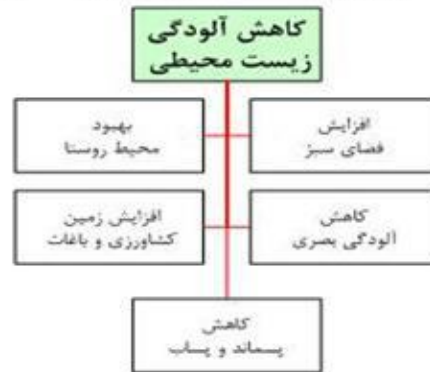 کاهش آلودگی
زیست محیطی
افزایش
فضای سبز
بهبود
محیط روستا
کاهش
آلودگی بصری
افزایش زمین
کشاورزی و باغات
کاهش
پسماند و پساب